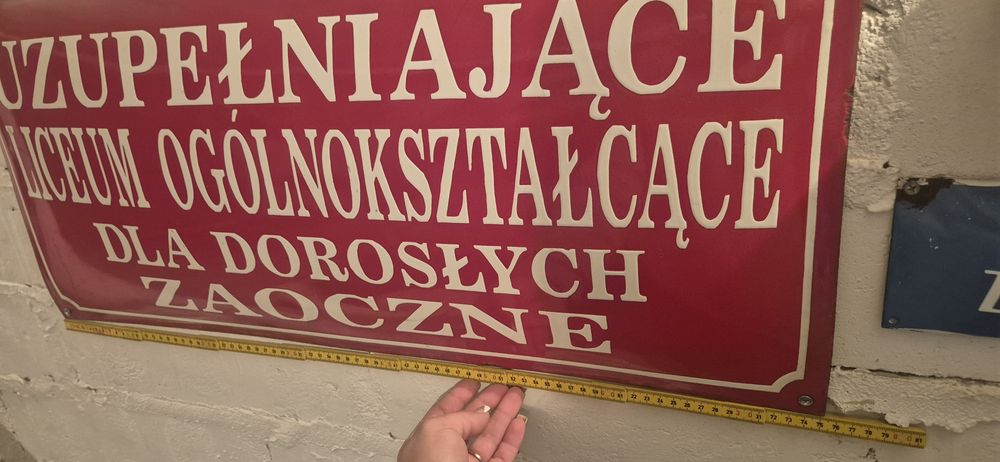 UZUPEŁNIAJĄCE
LICEUM OGÓLNOKSZTAŁCĄCE
DLA DOROSŁYCH
ZAOCZNE